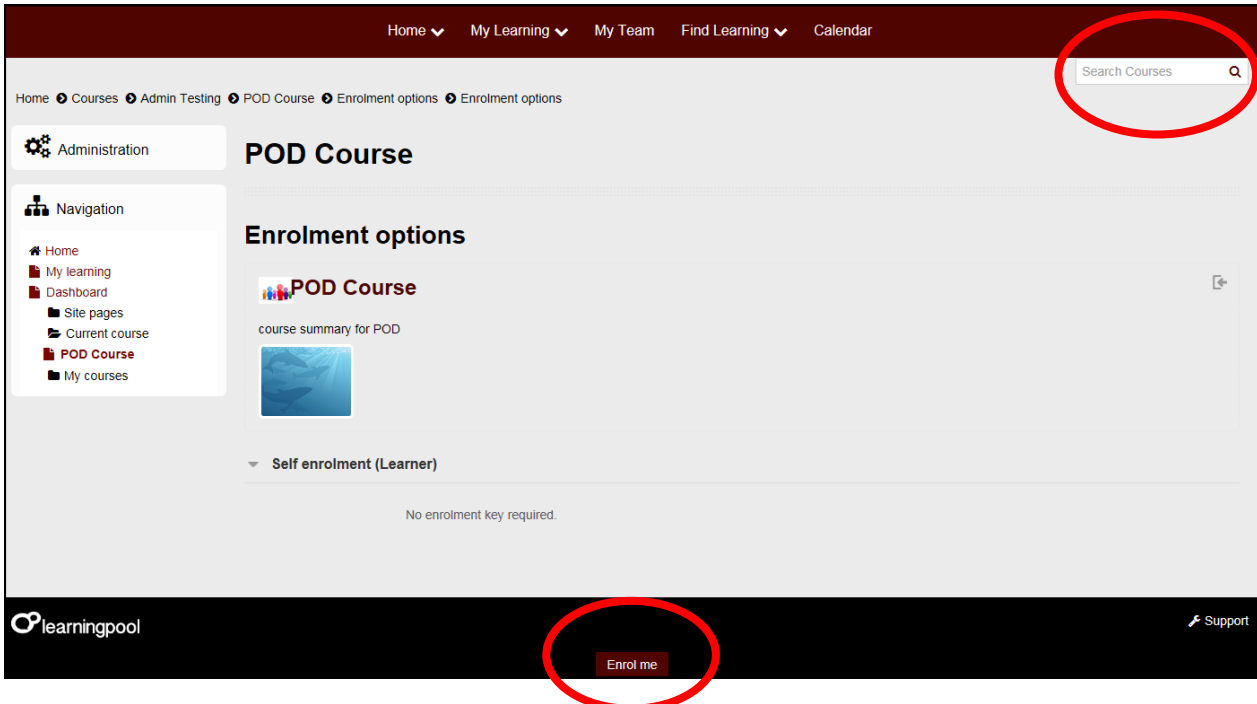 Home My Learning My Team Find Learning Calendar
Search Courses
Home Courses Admin Testing POD Course Enrolment options Enrolment options
Administration
POD Course
Navigation
Home
My learning
Dashboard
Site pages
Current course
POD Course
My courses
Enrolment options
POD Course
course summary for POD
Self enrolment (Learner)
No enrolment key required.
learningpool
Support
Enrol me